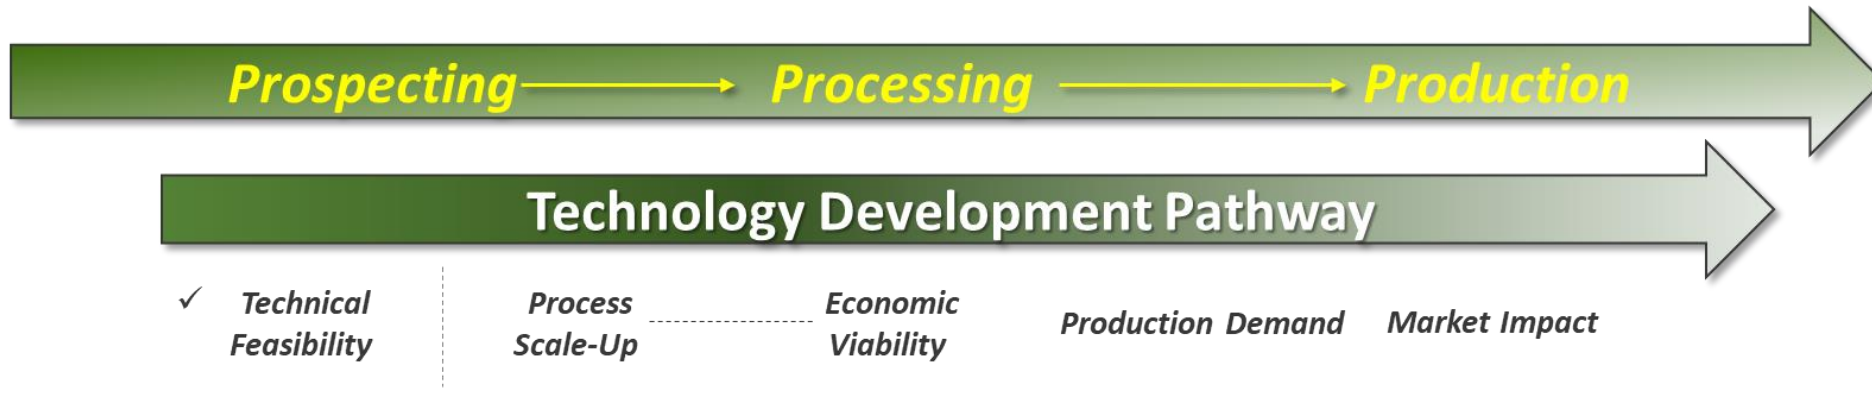 Prospecting Processing Production
Technology Development Pathway
✓ Technical Feasibility
Process Scale-Up
Economic Viability
Production Demand
Market Impact